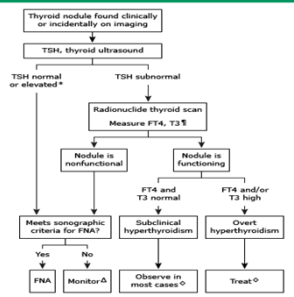 Thyroid nodule found clinically
or incidentally on imaging
TSH, thyroid ultrasound
TSH normal
or elevated*
TSH subnormal
Radionuclide thyroid scan
Measure FT4, T3¶
Nodule is
nonfunctional
Nodule is
functioning
FT4 and
T3 normal
FT4 and/or
T3 high
Meets sonographic
criteria for FNA?
Subclinical
hyperthyroidism
Overt
hyperthyroidism
Yes
No
FNA
MonitorΔ
Observe in
most cases◇
Treat◇